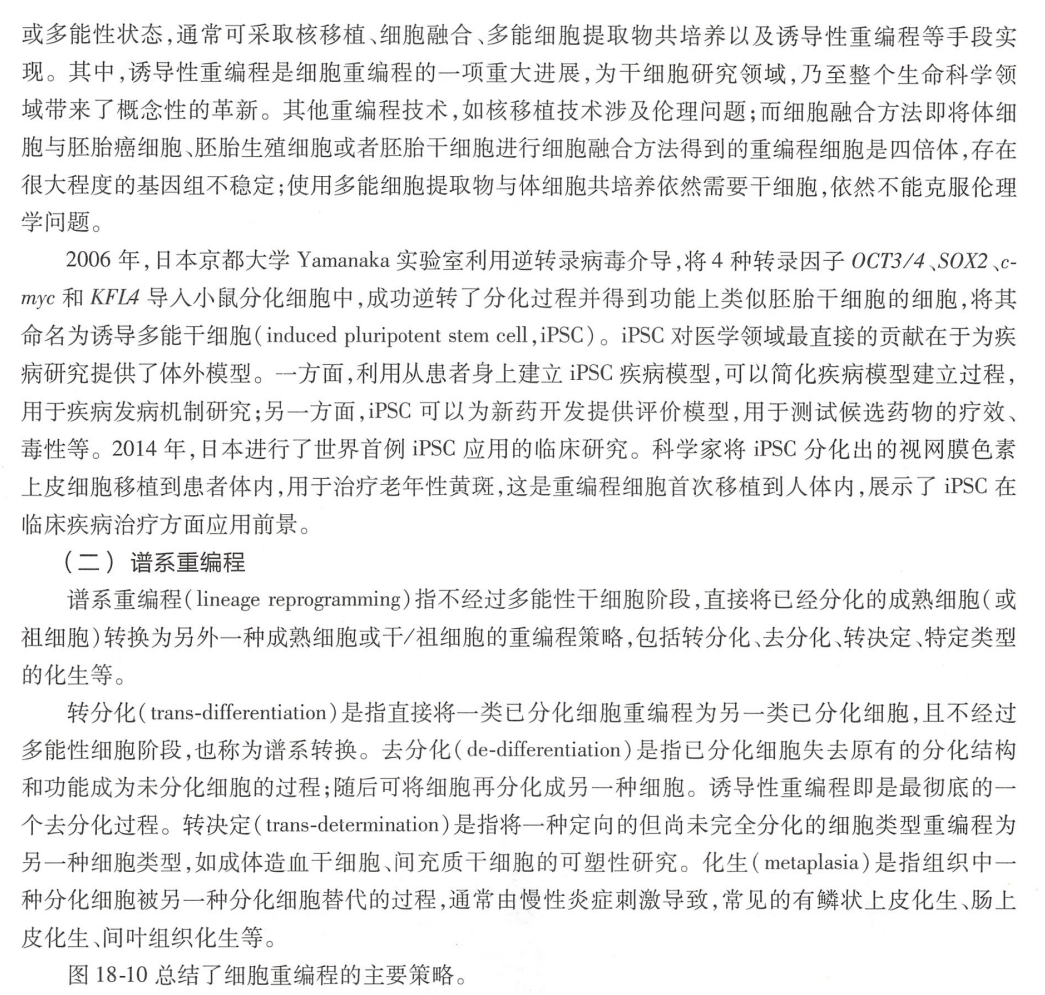 或多能性状态,通常可采取核移植、细胞融合、多能细胞提取物共培养以及诱导性重编程等手段实
现。其中,诱导性重编程是细胞重编程的一项重大进展,为干细胞研究领域,乃至整个生命科学领
域带来了概念性的革新。其他重编程技术,如核移植技术涉及伦理问题;而细胞融合方法即将体细
胞与胚胎癌细胞、胚胎生殖细胞或者胚胎干细胞进行细胞融合方法得到的重编程细胞是四倍体,存在
很大程度的基因组不稳定;使用多能细胞提取物与体细胞共培养依然需要干细胞,依然不能克服伦理
学问题。
2006 年,日本京都大学 Yamanaka 实验室利用逆转录病毒介导,将 4 种转录因子 OCT3/4、SOX2、c-
myc 和 KFL4 导入小鼠分化细胞中,成功逆转了分化过程并得到功能上类似胚胎干细胞的细胞,将其
命名为诱导多能干细胞(induced pluripotent stem cell,iPSC)。iPSC 对医学领域最直接的贡献在于为疾
病研究提供了体外模型。一方面,利用从患者身上建立 iPSC 疾病模型,可以简化疾病模型建立过程,
用于疾病发病机制研究;另一方面,iPSC 可以为新药开发提供评价模型,用于测试候选药物的疗效、
毒性等。2014 年,日本进行了世界首例 iPSC 应用的临床研究。科学家将 iPSC 分化出的视网膜色素
上皮细胞移植到患者体内,用于治疗老年性黄斑,这是重编程细胞首次移植到人体内,展示了 iPSC 在
临床疾病治疗方面应用前景。
(二)谱系重编程
谱系重编程(lineage reprogramming)指不经过多能性干细胞阶段,直接将已经分化的成熟细胞(或
祖细胞)转换为另外一种成熟细胞或干/祖细胞的重编程策略,包括转分化、去分化、转决定、特定类型
的化生等。
转分化(trans-differentiation)是指直接将一类已分化细胞重编程为另一类已分化细胞,且不经过
多能性细胞阶段,也称为谱系转换。去分化(de-differentiation)是指已分化细胞失去原有的分化结构
和功能成为未分化细胞的过程;随后可将细胞再分化成另一种细胞。诱导性重编程即是最彻底的一
个去分化过程。转决定(trans-determination)是指将一种定向的但尚未完全分化的细胞类型重编程为
另一种细胞类型,如成体造血干细胞、间充质干细胞的可塑性研究。化生(metaplasia)是指组织中一
种分化细胞被另一种分化细胞替代的过程,通常由慢性炎症刺激导致,常见的有鳞状上皮化生、肠上
皮化生、间叶组织化生等。
图 18-10 总结了细胞重编程的主要策略。